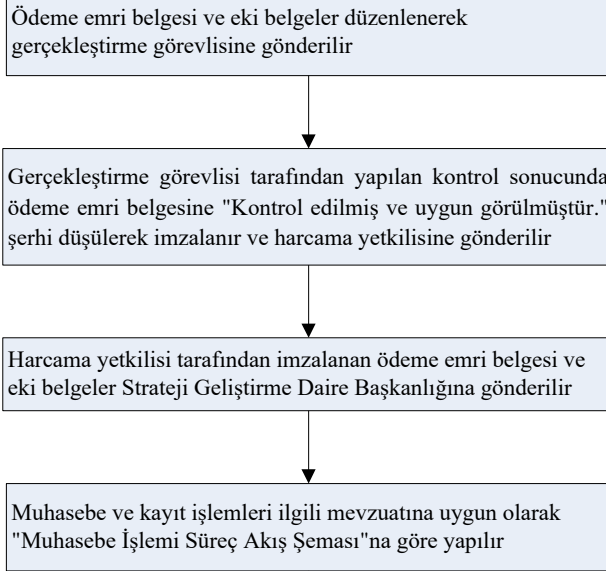 Ödeme emri belgesi ve eki belgeler düzenlenerek
gerçekleştirme görevlisine gönderilir
Gerçekleştirme görevlisi tarafından yapılan kontrol sonucunda
ödeme emri belgesine "Kontrol edilmiş ve uygun görülmüştür."
şerhi düşülerek imzalanır ve harcama yetkilisine gönderilir
Harcama yetkilisi tarafından imzalanan ödeme emri belgesi ve
eki belgeler Strateji Geliştirme Daire Başkanlığına gönderilir
Muhasebe ve kayıt işlemleri ilgili mevzuatına uygun olarak
"Muhasebe İşlemi Süreç Akış Şeması"na göre yapılır